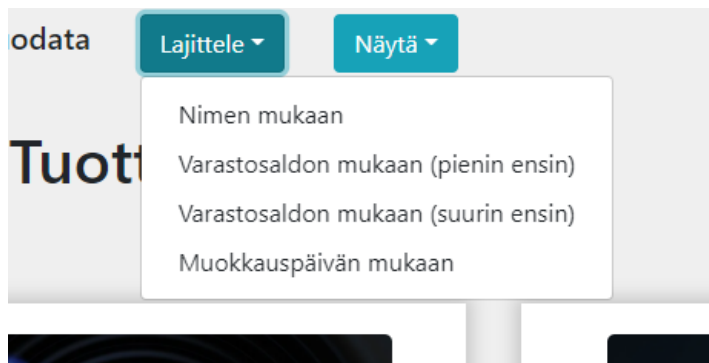 odata Lajittele Näytä
Nimen mukaan
Tuott
Varastosaldon mukaan (pienin ensin)
Varastosaldon mukaan (suurin ensin)
Muokkauspäivän mukaan